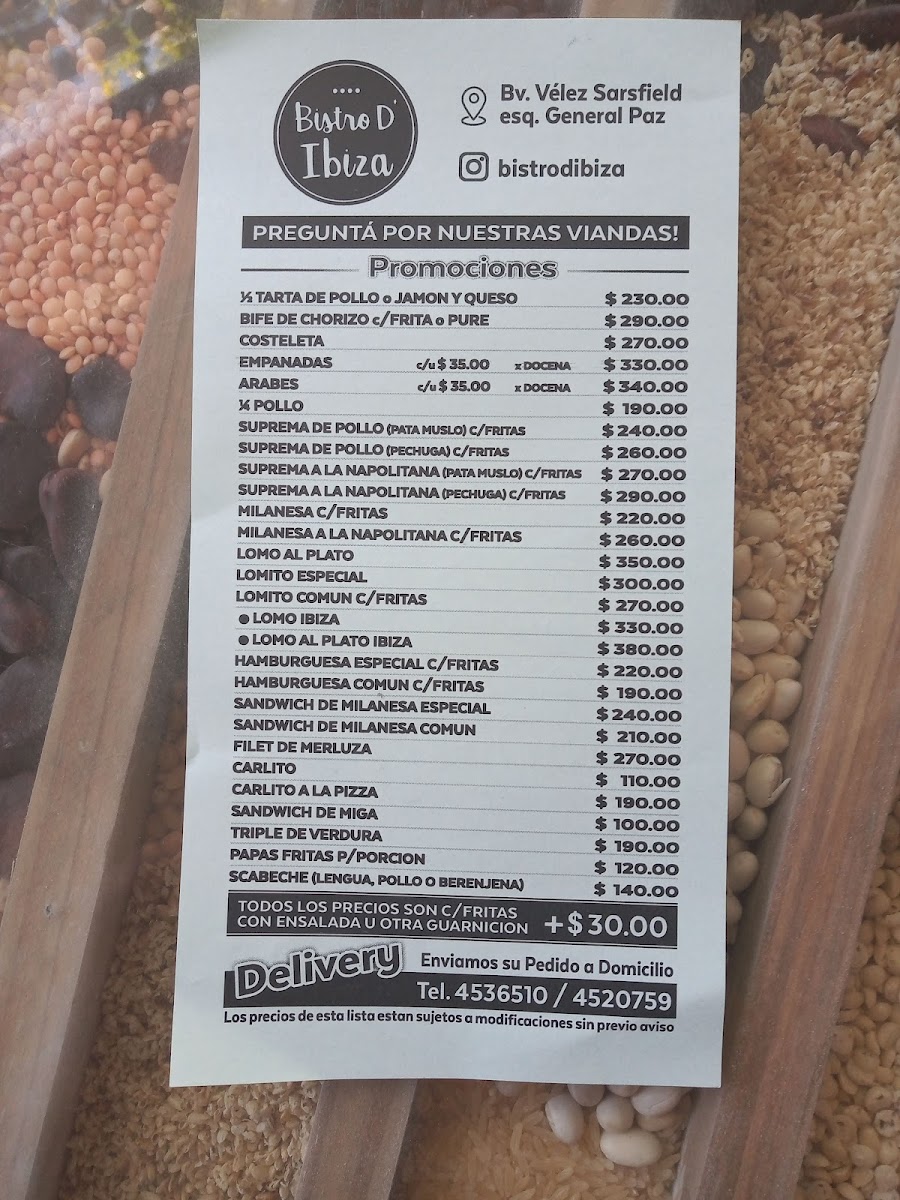 Bistro D'
Ibiza
Bv. Vélez Sarsfield
esq. General Paz
bistrodibiza
PREGUNTÁ POR NUESTRAS VIANDAS!
Promociones
½ TARTA DE POLLO o JAMON Y QUESO $ 230.00
BIFE DE CHORIZO c/FRITA o PURE $ 290.00
COSTELETA $ 270.00
EMPANADAS c/u $ 35.00 x DOCENA $ 330.00
ARABES c/u $ 35.00 x DOCENA $ 340.00
¼ POLLO $ 190.00
SUPREMA DE POLLO (PATA MUSLO) C/FRITAS $ 240.00
SUPREMA DE POLLO (PECHUGA) C/FRITAS $ 260.00
SUPREMA A LA NAPOLITANA (PATA MUSLO) C/FRITAS $ 270.00
SUPREMA A LA NAPOLITANA (PECHUGA) C/FRITAS $ 290.00
MILANESA C/FRITAS $ 220.00
MILANESA A LA NAPOLITANA C/FRITAS $ 260.00
LOMO AL PLATO $ 350.00
LOMITO ESPECIAL $ 300.00
LOMITO COMUN C/FRITAS $ 270.00
● LOMO IBIZA $ 330.00
● LOMO AL PLATO IBIZA $ 380.00
HAMBURGUESA ESPECIAL C/FRITAS $ 220.00
HAMBURGUESA COMUN C/FRITAS $ 190.00
SANDWICH DE MILANESA ESPECIAL $ 240.00
SANDWICH DE MILANESA COMUN $ 210.00
FILET DE MERLUZA $ 270.00
CARLITO $ 110.00
CARLITO A LA PIZZA $ 190.00
SANDWICH DE MIGA $ 100.00
TRIPLE DE VERDURA $ 190.00
PAPAS FRITAS P/PORCION $ 120.00
SCABECHE (LENGUA, POLLO O BERENJENA) $ 140.00
TODOS LOS PRECIOS SON C/FRITAS
CON ENSALADA U OTRA GUARNICION +$ 30.00
Delivery Enviamos su Pedido a Domicilio
Tel. 4536510 / 4520759
Los precios de esta lista estan sujetos a modificaciones sin previo aviso